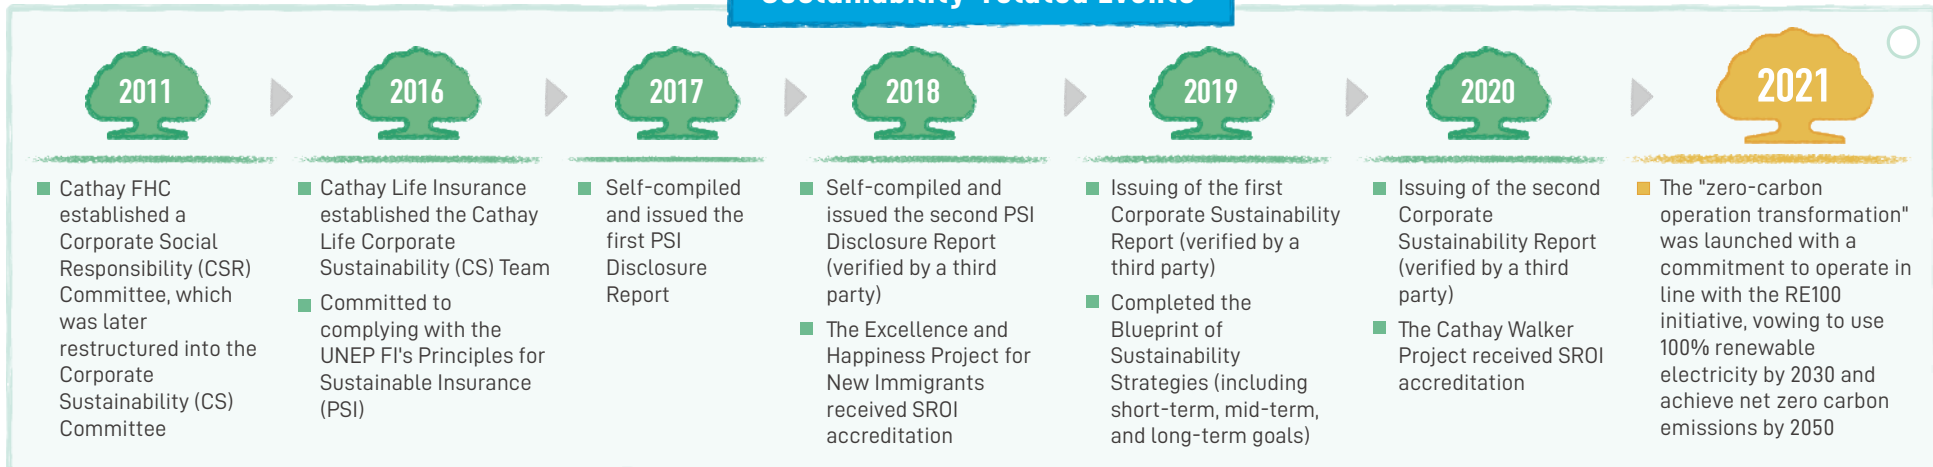 Sustainability-related Events
2011
Cathay FHC
established a
Corporate Social
Responsibility (CSR)
Committee, which
was later
restructured into the
Corporate
Sustainability (CS)
Committee
2016
Cathay Life Insurance
established the Cathay
Life Corporate
Sustainability (CS) Team
Committed to
complying with the
UNEP FI's Principles for
Sustainable Insurance
(PSI)
2017
Self-compiled
and issued the
first PSI
Disclosure
Report
2018
Self-compiled and
issued the second PSI
Disclosure Report
(verified by a third
party)
The Excellence and
Happiness Project for
New Immigrants
received SROI
accreditation
2019
Issuing of the first
Corporate Sustainability
Report (verified by a
third party)
Completed the
Blueprint of
Sustainability
Strategies (including
short-term, mid-term,
and long-term goals)
2020
Issuing of the second
Corporate
Sustainability Report
(verified by a third
party)
The Cathay Walker
Project received SROI
accreditation
2021
The "zero-carbon
operation transformation"
was launched with a
commitment to operate in
line with the RE100
initiative, vowing to use
100% renewable
electricity by 2030 and
achieve net zero carbon
emissions by 2050